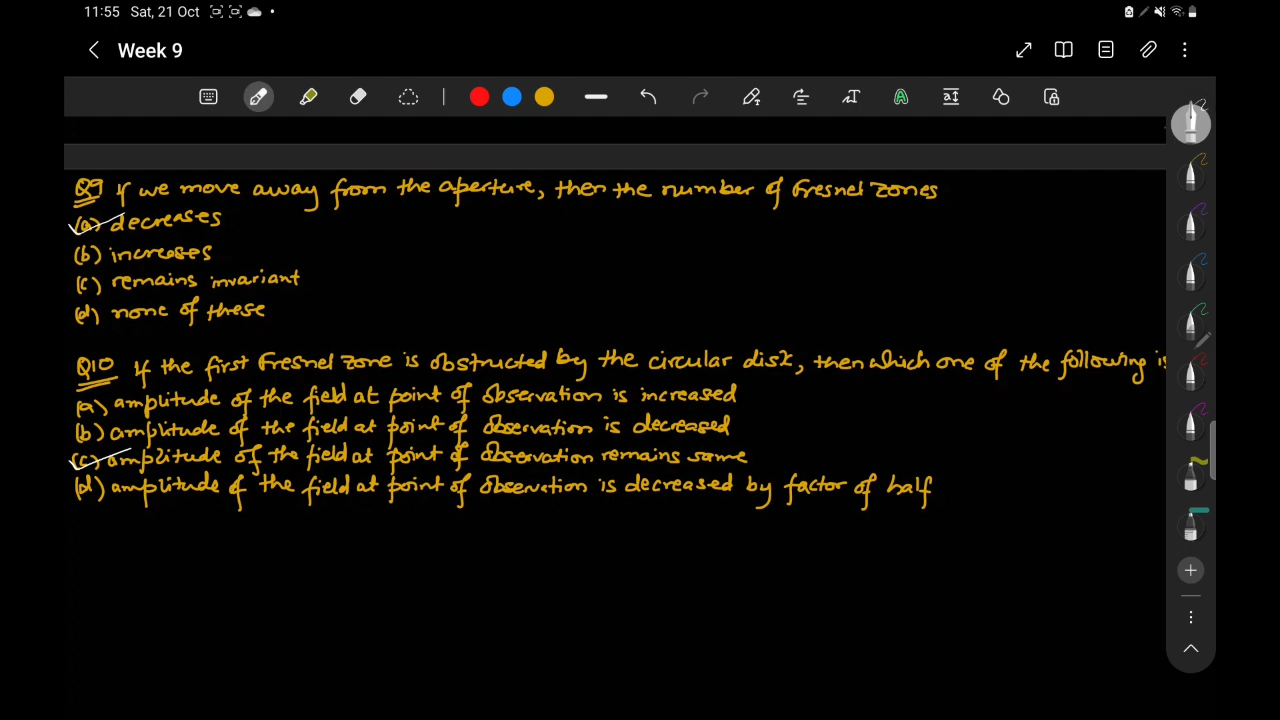 11:55 Sat, 21 Oct
Week 9
Q9 If we move away from the aperture, then the number of Fresnel zones
(a) decreases
(b) increases
(c) remains invariant
(d) none of these
Q10 If the first Fresnel zone is obstructed by the circular disk, then which one of the following is
(a) amplitude of the field at point of observation is increased
(b) amplitude of the field at point of observation is decreased
(c) amplitude of the field at point of observation remains same
(d) amplitude of the field at point of observation is decreased by factor of half